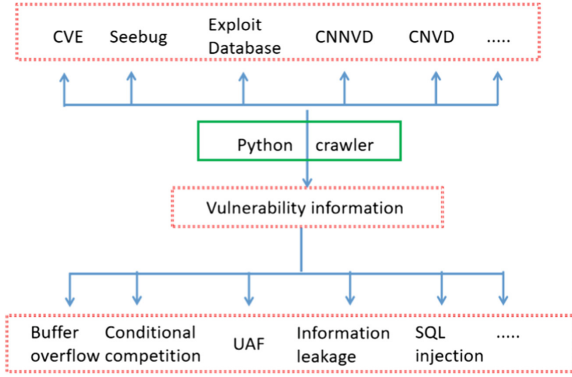 CVE Seebug Exploit Database CNNVD CNVD .....
Python crawler
Vulnerability information
Buffer overflow Conditional competition UAF Information leakage SQL injection .....